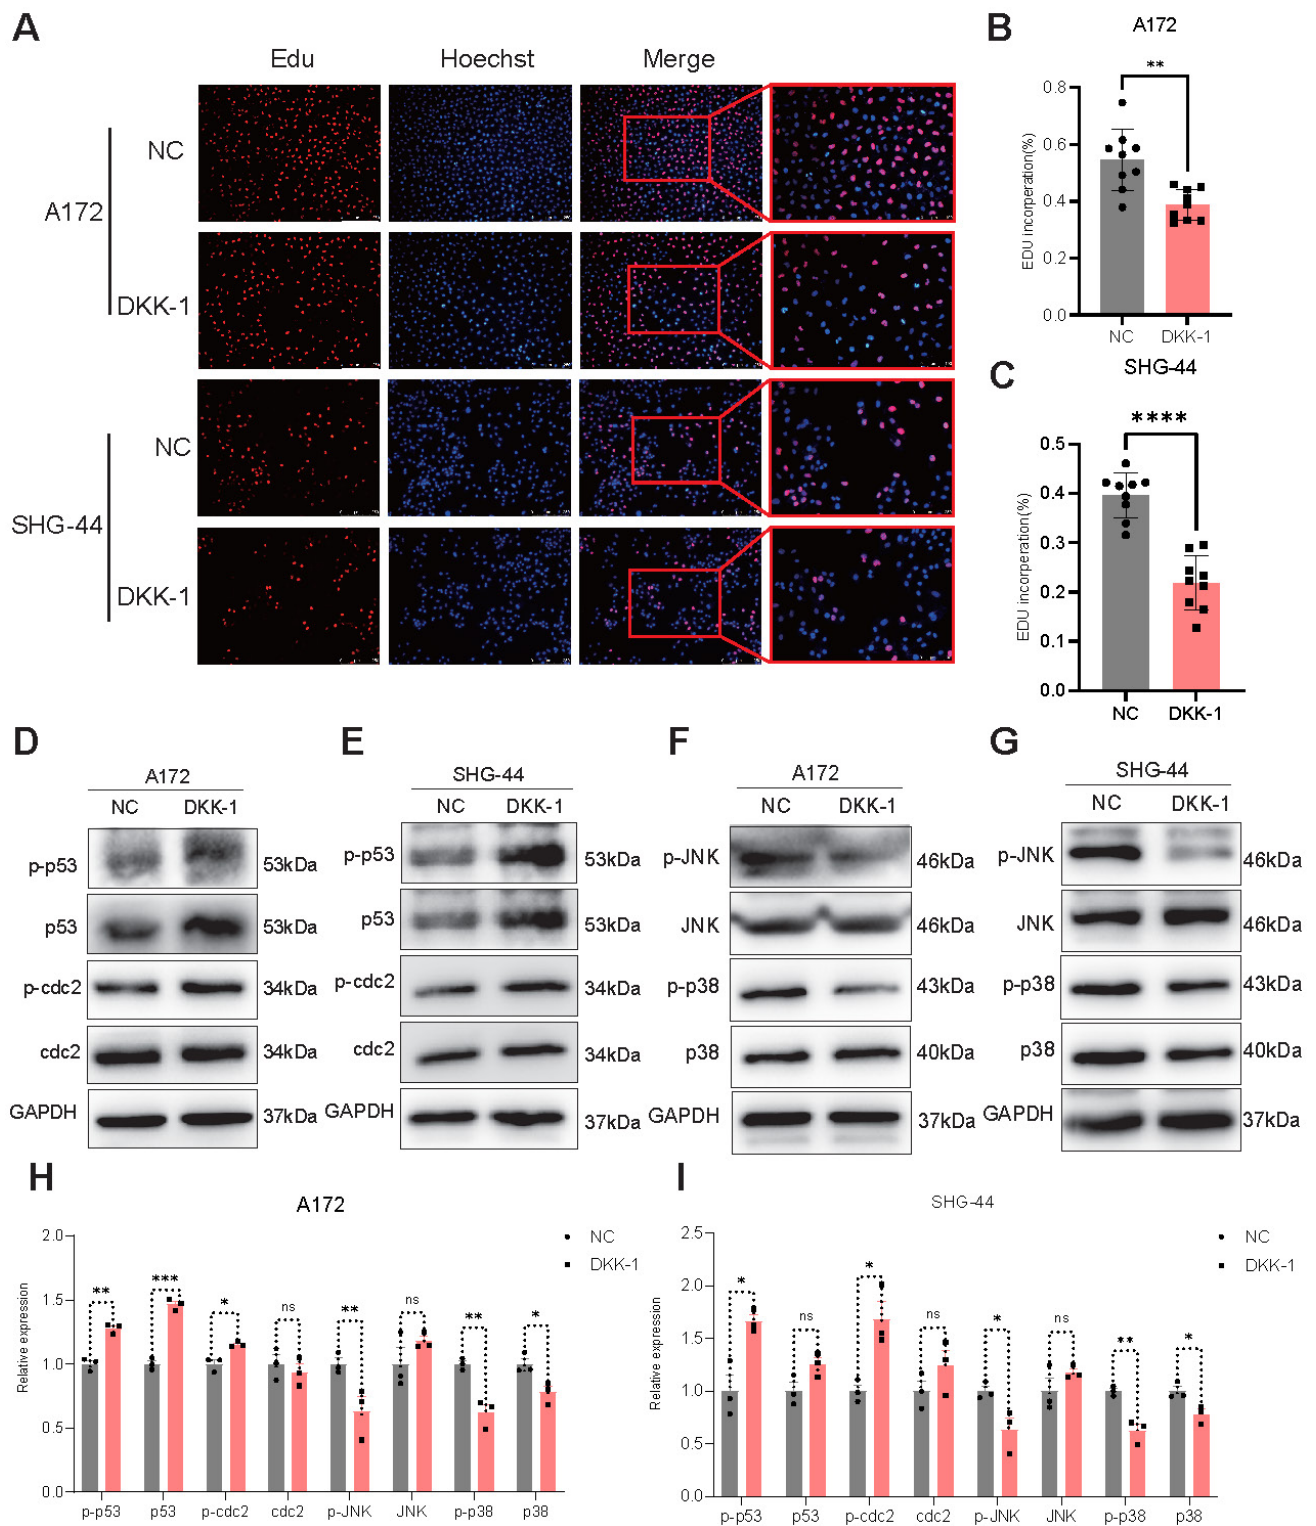 A
Edu Hoechst Merge
A172
NC
DKK-1
SHG-44
NC
DKK-1
B
A172
**
0.8
0.6
0.4
0.2
0.0
EDU incorperation(%)
NC DKK-1
C
SHG-44
****
0.5
0.4
0.3
0.2
0.1
0.0
EDU incorperation(%)
NC DKK-1
D
A172
NC DKK-1
p-p53 53kDa
p53 53kDa
p-cdc2 34kDa
cdc2 34kDa
GAPDH 37kDa
E
SHG-44
NC DKK-1
p-p53 53kDa
p53 53kDa
p-cdc2 34kDa
cdc2 34kDa
GAPDH 37kDa
F
A172
NC DKK-1
p-JNK 46kDa
JNK 46kDa
p-p38 43kDa
p38 40kDa
GAPDH 37kDa
G
SHG-44
NC DKK-1
p-JNK 46kDa
JNK 46kDa
p-p38 43kDa
p38 40kDa
GAPDH 37kDa
H
A172
NC
DKK-1
2.0
1.5
1.0
0.5
0.0
Relative expression
** *** * ns ** ns ** *
p-p53 p53 p-cdc2 cdc2 p-JNK JNK p-p38 p38
I
SHG-44
NC
DKK-1
2.5
2.0
1.5
1.0
0.5
0.0
Relative expression
* ns * ns * ns ** *
p-p53 p53 p-cdc2 cdc2 p-JNK JNK p-p38 p38